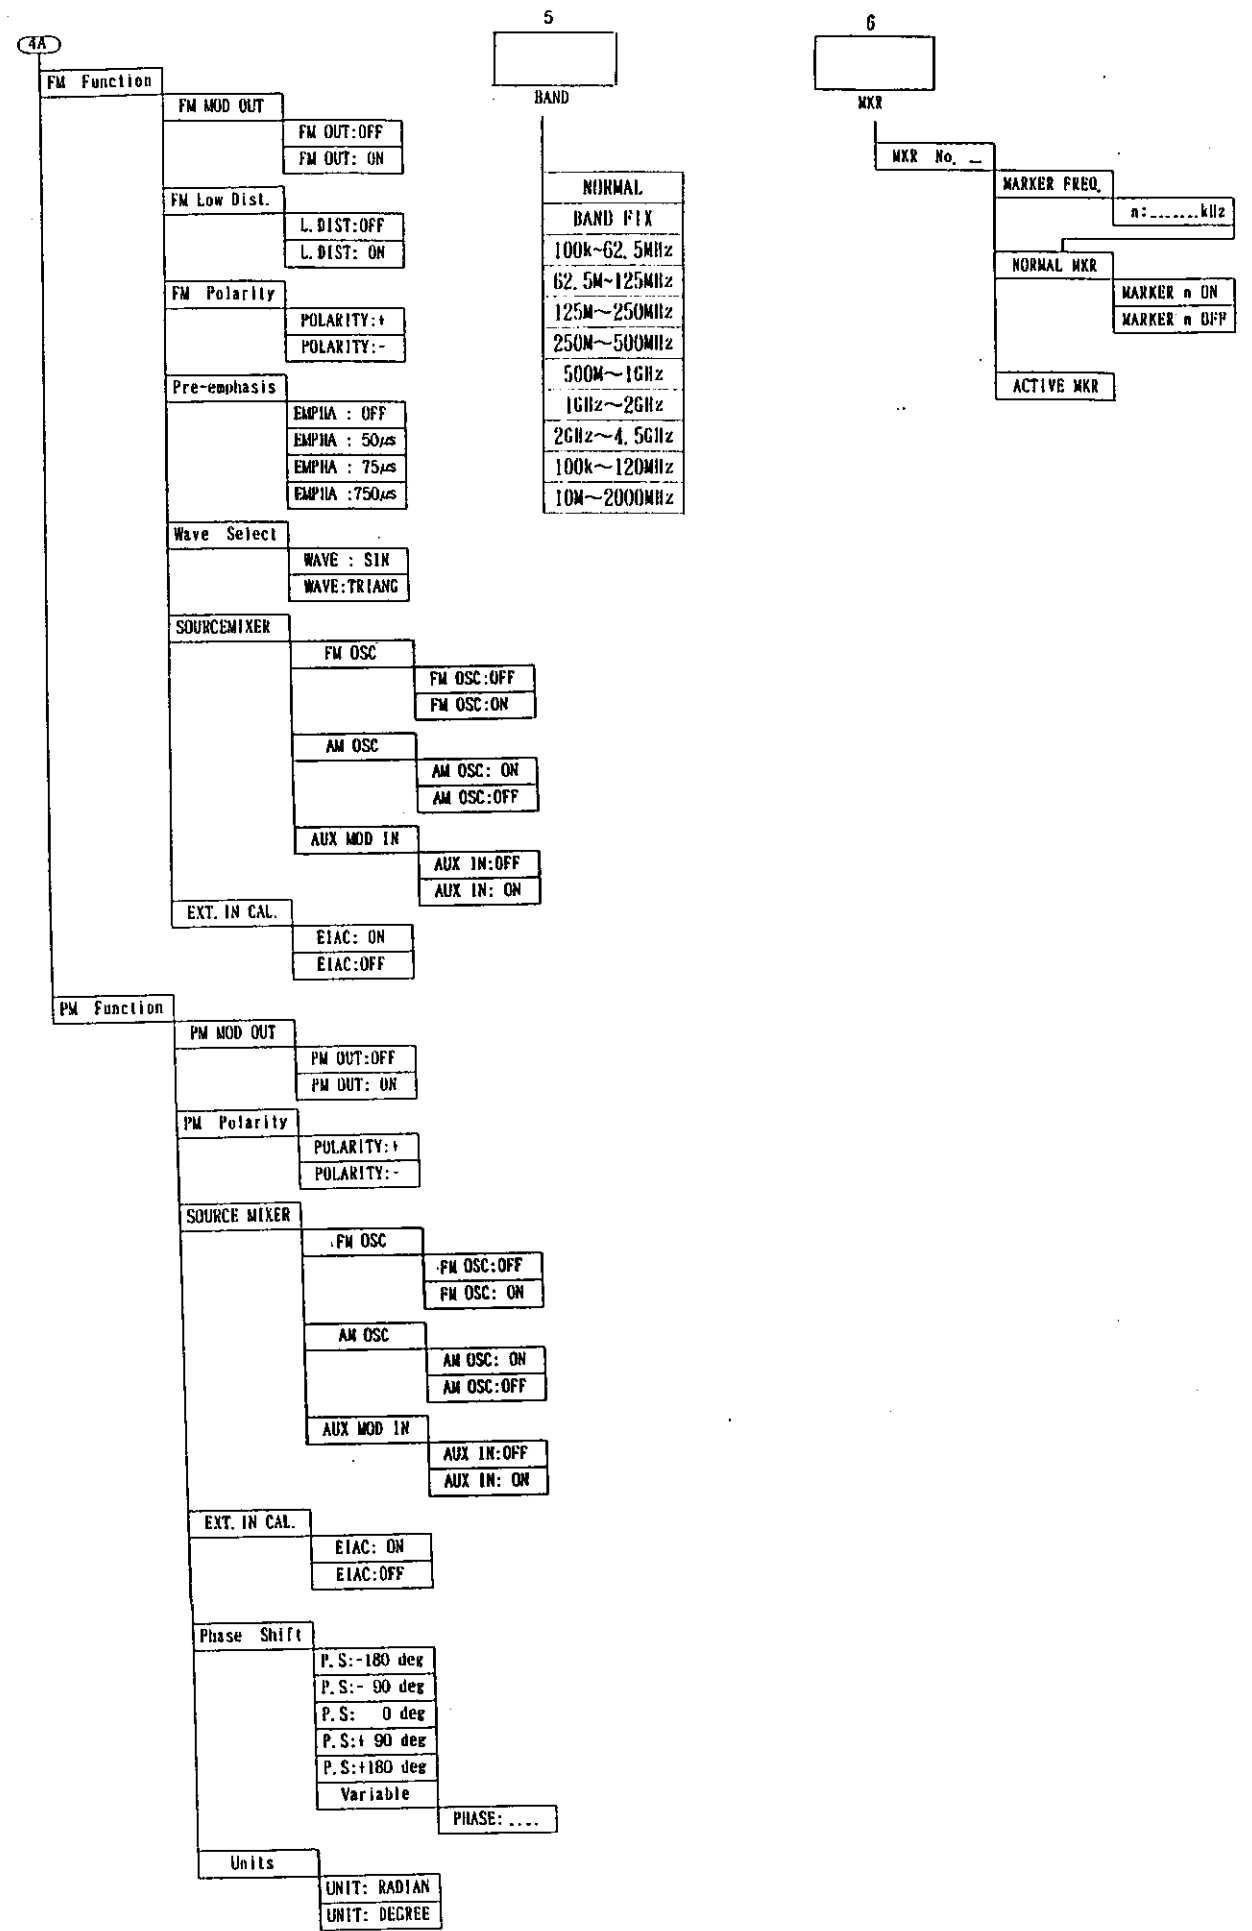 4A
FM Function
FM MOD OUT
FM OUT:OFF
FM OUT: ON
FM Low Dist.
L.DIST:OFF
L.DIST: ON
FM Polarity
POLARITY:+
POLARITY:-
Pre-emphasis
EMPHA : OFF
EMPHA : 50μs
EMPHA : 75μs
EMPHA :750μs
Wave Select
WAVE : SIN
WAVE:TRIANG
SOURCEMIXER
FM OSC
FM OSC:OFF
FM OSC:ON
AM OSC
AM OSC: ON
AM OSC:OFF
AUX MOD IN
AUX IN:OFF
AUX IN: ON
EXT. IN CAL.
EIAC: ON
EIAC:OFF
PM Function
PM MOD OUT
PM OUT:OFF
PM OUT: ON
PM Polarity
POLARITY:+
POLARITY:-
SOURCE MIXER
FM OSC
FM OSC:OFF
FM OSC: ON
AM OSC
AM OSC: ON
AM OSC:OFF
AUX MOD IN
AUX IN:OFF
AUX IN: ON
EXT. IN CAL.
EIAC: ON
EIAC:OFF
Phase Shift
P.S:-180 deg
P.S:- 90 deg
P.S: 0 deg
P.S:+ 90 deg
P.S:+180 deg
Variable
PHASE:....
Units
UNIT: RADIAN
UNIT: DEGREE
5
BAND
NORMAL
BAND FIX
100k~62.5MHz
62.5M~125MHz
125M~250MHz
250M~500MHz
500M~1GHz
1GHz~2GHz
2GHz~4.5GHz
100k~120MHz
10M~2000MHz
6
MKR
MKR No. _
MARKER FREQ.
n:.......kHz
NORMAL MKR
MARKER n ON
MARKER n OFF
ACTIVE MKR